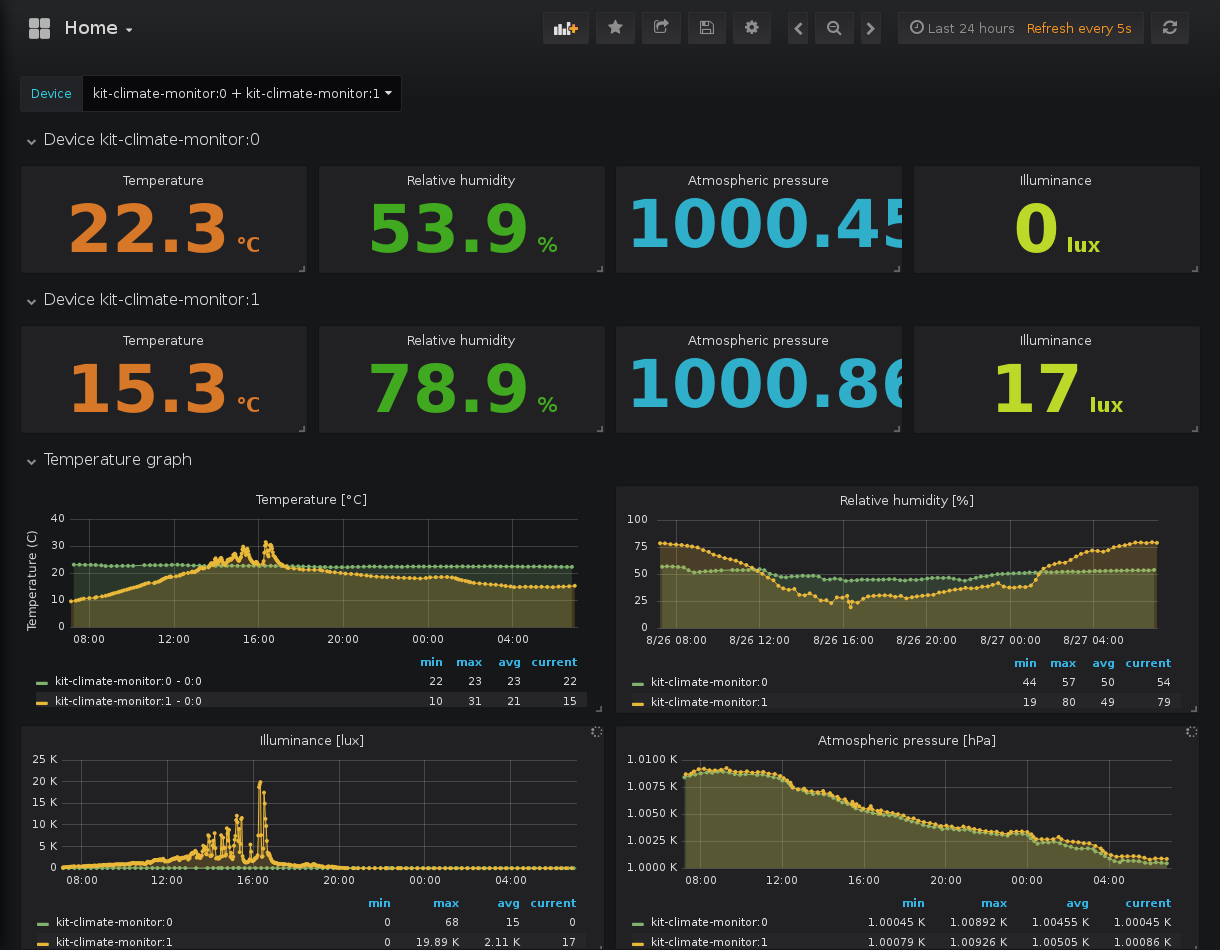 Home
Last 24 hours Refresh every 5s
Device kit-climate-monitor:0 + kit-climate-monitor:1
Device kit-climate-monitor:0
Temperature Relative humidity Atmospheric pressure Illuminance
22.3 °C 53.9 % 1000.45 0 lux
Device kit-climate-monitor:1
Temperature Relative humidity Atmospheric pressure Illuminance
15.3 °C 78.9 % 1000.86 17 lux
Temperature graph
Temperature [°C]
Temperature (C)
40
30
20
10
0
08:00 12:00 16:00 20:00 00:00 04:00
min max avg current
kit-climate-monitor:0 - 0:0 22 23 23 22
kit-climate-monitor:1 - 0:0 10 31 21 15
Relative humidity [%]
100
75
50
25
0
8/26 08:00 8/26 12:00 8/26 16:00 8/26 20:00 8/27 00:00 8/27 04:00
min max avg current
kit-climate-monitor:0 44 57 50 54
kit-climate-monitor:1 19 80 49 79
Illuminance [lux]
25 K
20 K
15 K
10 K
5 K
0
08:00 12:00 16:00 20:00 00:00 04:00
min max avg current
kit-climate-monitor:0 0 68 15 0
kit-climate-monitor:1 0 19.89 K 2.11 K 17
Atmospheric pressure [hPa]
1.0100 K
1.0075 K
1.0050 K
1.0025 K
1.0000 K
08:00 12:00 16:00 20:00 00:00 04:00
min max avg current
kit-climate-monitor:0 1.00045 K 1.00892 K 1.00455 K 1.00045 K
kit-climate-monitor:1 1.00079 K 1.00926 K 1.00505 K 1.00086 K